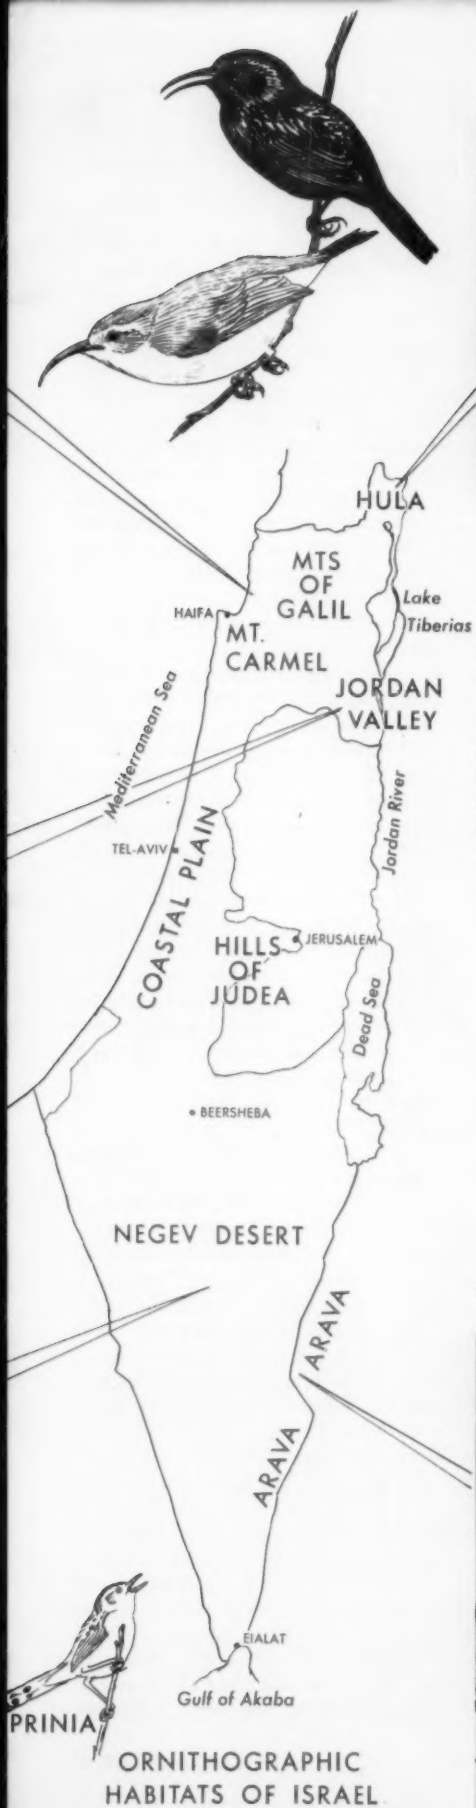 HULA
MTS
OF
GALIL
Lake
Tiberias
HAIFA
MT.
CARMEL
JORDAN
VALLEY
Mediterranean Sea
Jordan River
TEL-AVIV
COASTAL PLAIN
HILLS
OF
JUDEA
JERUSALEM
Dead Sea
BEERSHEBA
NEGEV DESERT
ARAVA
ARAVA
EIALAT
Gulf of Akaba
PRINIA
ORNITHOGRAPHIC
HABITATS OF ISRAEL